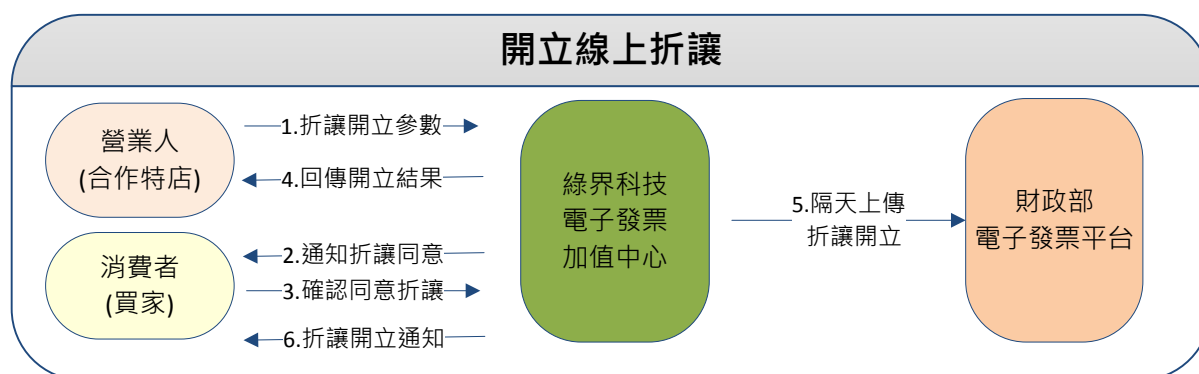 開立線上折讓
營業人
(合作特店)
1.折讓開立參數
4.回傳開立結果
消費者
(買家)
2.通知折讓同意
3.確認同意折讓
6.折讓開立通知
綠界科技
電子發票
加值中心
5.隔天上傳
折讓開立
財政部
電子發票平台